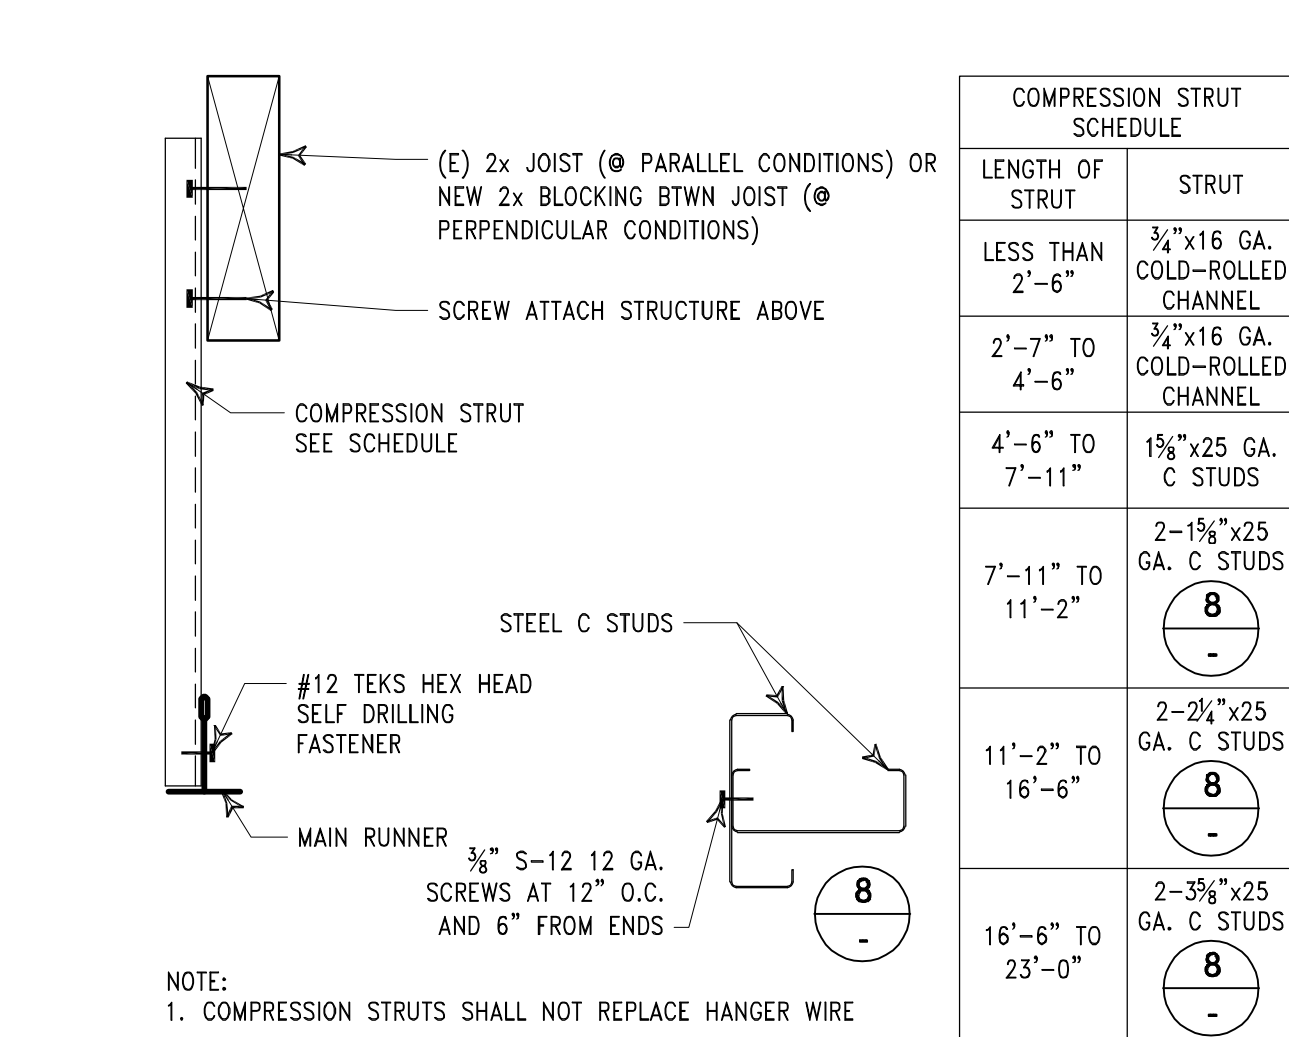 (E) 2x JOIST (@ PARALLEL CONDITIONS) OR
NEW 2x BLOCKING BTWN JOIST (@
PERPENDICULAR CONDITIONS)
SCREW ATTACH STRUCTURE ABOVE
COMPRESSION STRUT
SEE SCHEDULE
STEEL C STUDS
#12 TEKS HEX HEAD
SELF DRILLING
FASTENER
MAIN RUNNER
⅜" S-12 12 GA.
SCREWS AT 12" O.C.
AND 6" FROM ENDS
8
-
NOTE:
1. COMPRESSION STRUTS SHALL NOT REPLACE HANGER WIRE
COMPRESSION STRUT
SCHEDULE
LENGTH OF
STRUT
STRUT
LESS THAN
2'-6"
¾"x16 GA.
COLD-ROLLED
CHANNEL
2'-7" TO
4'-6"
¾"x16 GA.
COLD-ROLLED
CHANNEL
4'-6" TO
7'-11"
1⅝"x25 GA.
C STUDS
7'-11" TO
11'-2"
2-1⅝"x25
GA. C STUDS
8
-
11'-2" TO
16'-6"
2-2¼"x25
GA. C STUDS
8
-
16'-6" TO
23'-0"
2-3⅝"x25
GA. C STUDS
8
-